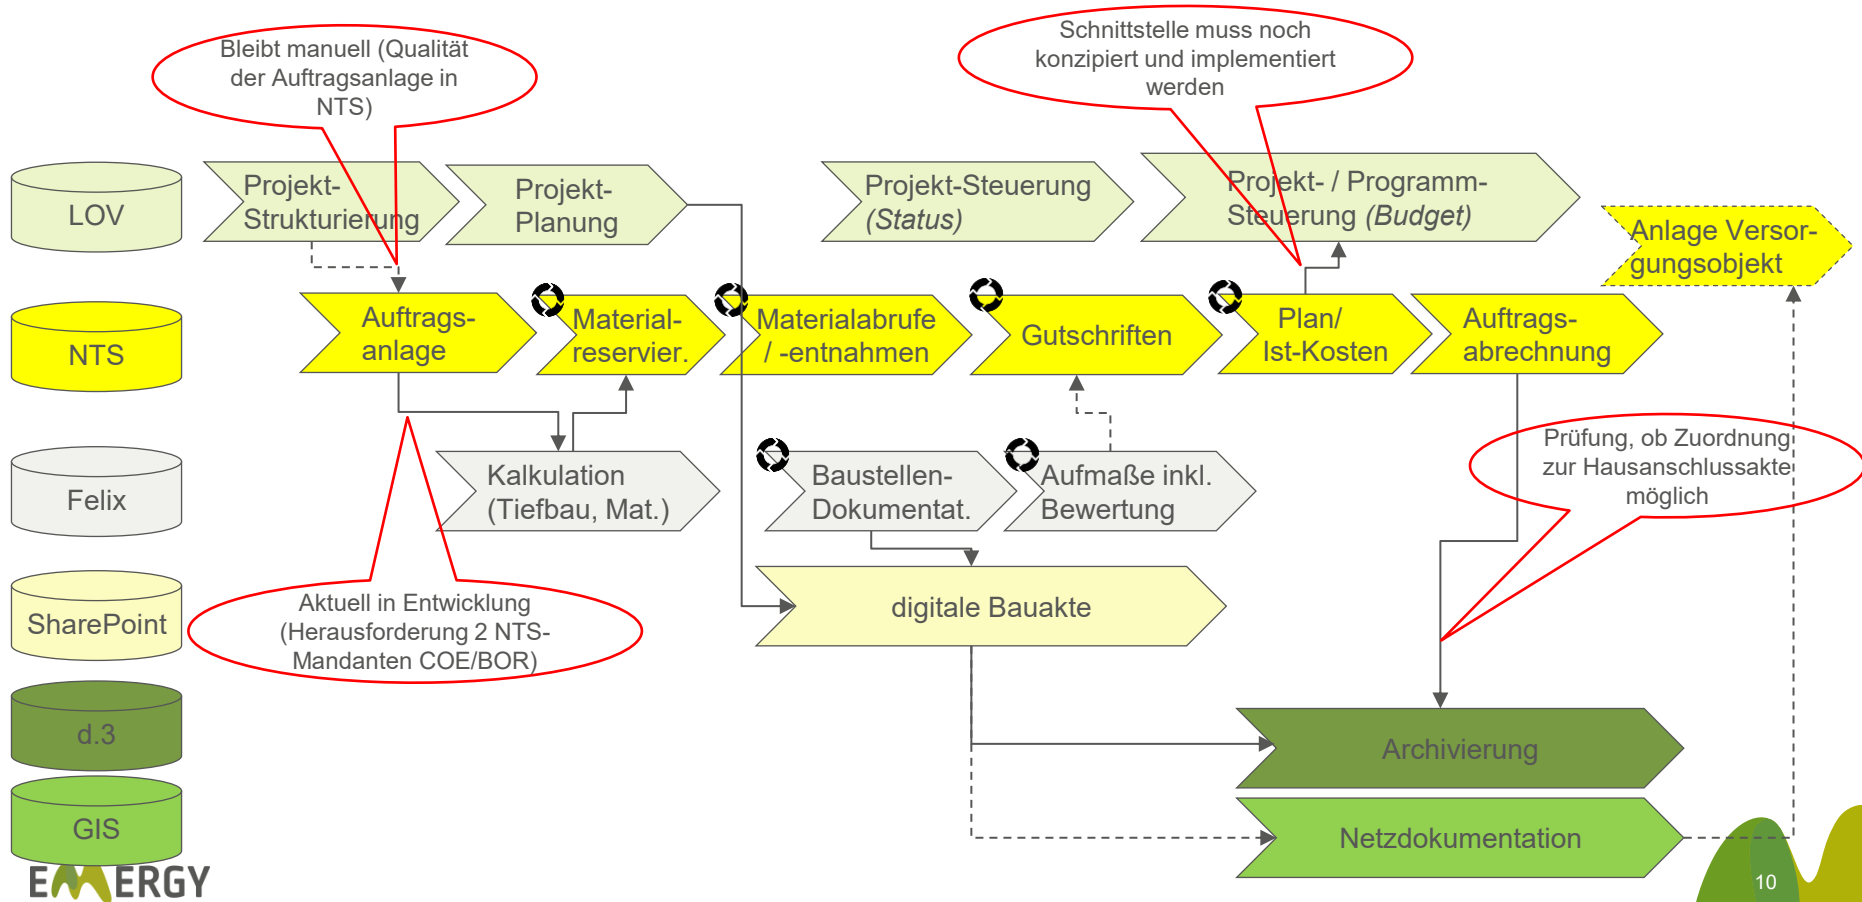 Bleibt manuell (Qualität
der Auftragsanlage in
NTS)
Schnittstelle muss noch
konzipiert und implementiert
werden
LOV
Projekt-
Strukturierung
Projekt-
Planung
Projekt-Steuerung
(Status)
Projekt- / Programm-
Steuerung (Budget)
Anlage Versor-
gungsobjekt
NTS
Auftrags-
anlage
Material-
reservier.
Materialabrufe
/ -entnahmen
Gutschriften
Plan/
Ist-Kosten
Auftrags-
abrechnung
Prüfung, ob Zuordnung
zur Hausanschlussakte
möglich
Felix
Kalkulation
(Tiefbau, Mat.)
Baustellen-
Dokumentat.
Aufmaße inkl.
Bewertung
SharePoint
Aktuell in Entwicklung
(Herausforderung 2 NTS-
Mandanten COE/BOR)
digitale Bauakte
d.3
Archivierung
GIS
Netzdokumentation
EMERGY
10